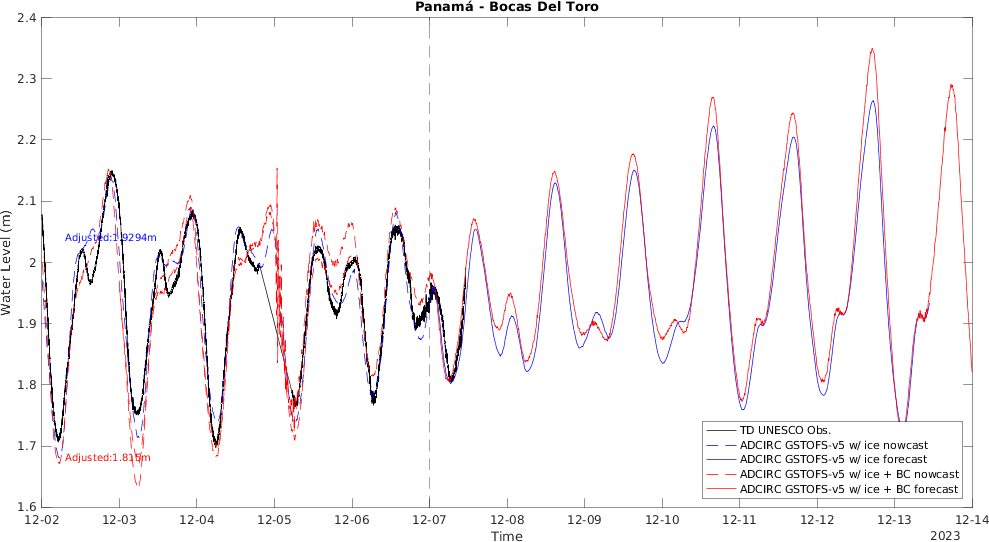 Panamá - Bocas Del Toro
Water Level (m)
2.4
2.3
2.2
2.1
2
1.9
1.8
1.7
1.6
Adjusted:1.9294m
Adjusted:1.815m
TD UNESCO Obs.
ADCIRC GSTOFS-v5 w/ ice nowcast
ADCIRC GSTOFS-v5 w/ ice forecast
ADCIRC GSTOFS-v5 w/ ice + BC nowcast
ADCIRC GSTOFS-v5 w/ ice + BC forecast
12-02 12-03 12-04 12-05 12-06 12-07 12-08 12-09 12-10 12-11 12-12 12-13 12-14
Time
2023